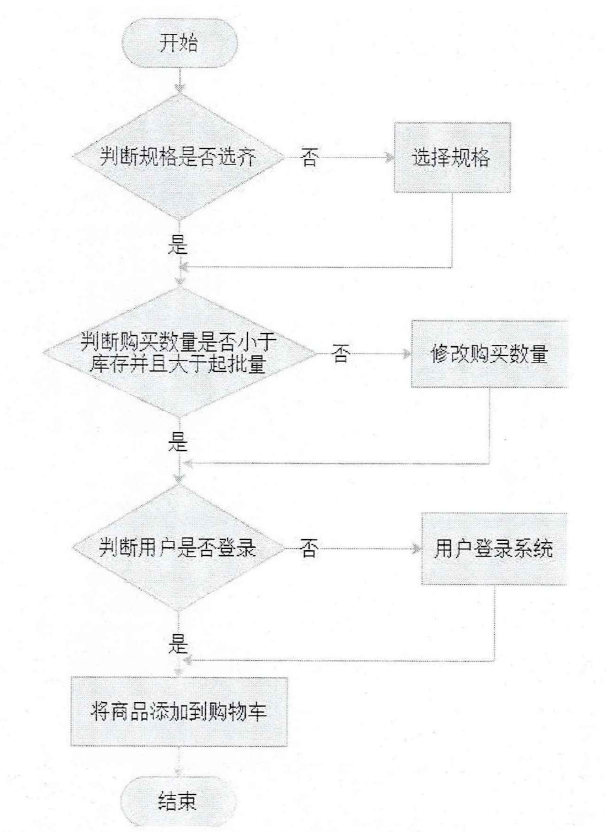 开始
判断规格是否选齐
否
选择规格
是
判断购买数量是否小于
库存并且大于起批量
否
修改购买数量
是
判断用户是否登录
否
用户登录系统
是
将商品添加到购物车
结束